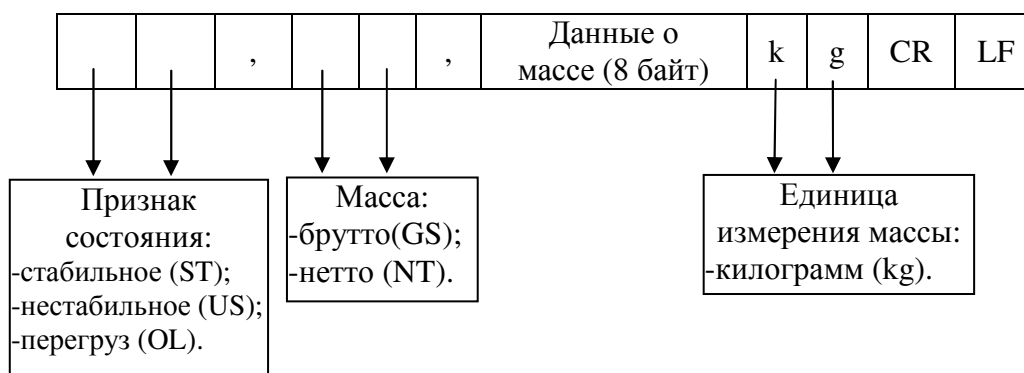 , , Данные о массе (8 байт) k g CR LF
Признак
состояния:
-стабильное (ST);
-нестабильное (US);
-перегруз (OL).
Масса:
-брутто(GS);
-нетто (NT).
Единица
измерения массы:
-килограмм (kg).